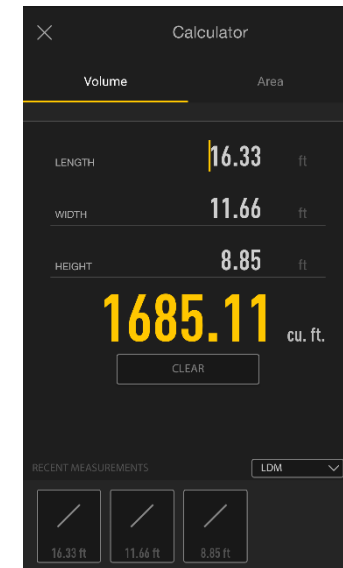 Calculator
Volume Area
LENGTH 16.33 ft
WIDTH 11.66 ft
HEIGHT 8.85 ft
1685.11 cu. ft.
CLEAR
RECENT MEASUREMENTS LDM
16.33 ft 11.66 ft 8.85 ft